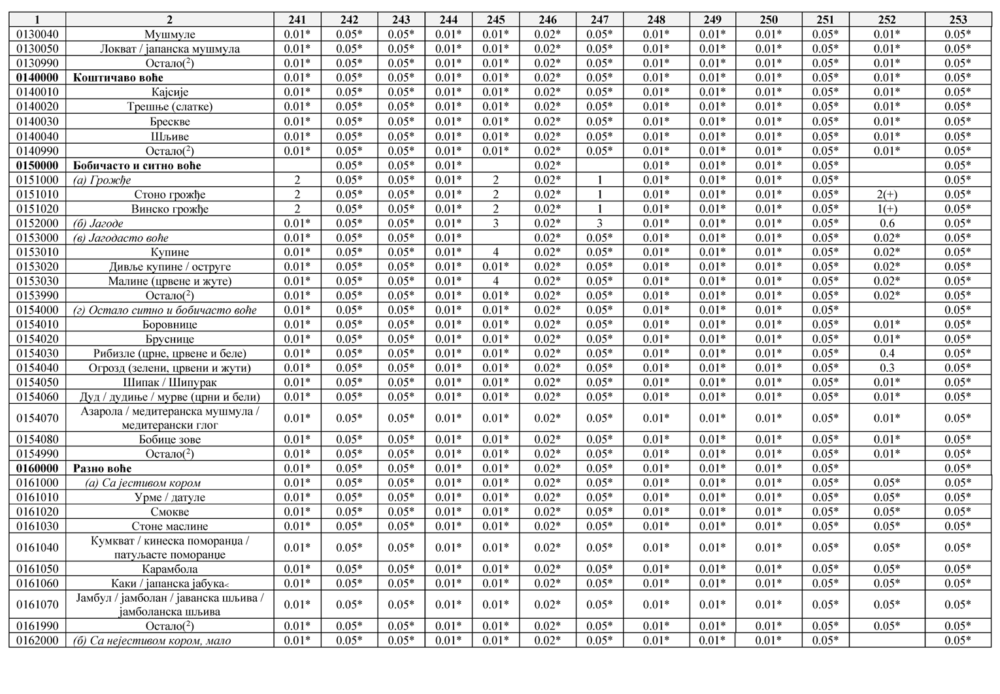 1 2 241 242 243 244 245 246 247 248 249 250 251 252 253
0130040 Мушмуле 0.01* 0.05* 0.05* 0.01* 0.01* 0.02* 0.05* 0.01* 0.01* 0.01* 0.05* 0.01* 0.05*
0130050 Локват / јапанска мушмула 0.01* 0.05* 0.05* 0.01* 0.01* 0.02* 0.05* 0.01* 0.01* 0.01* 0.05* 0.01* 0.05*
0130990 Остало(2) 0.01* 0.05* 0.05* 0.01* 0.01* 0.02* 0.05* 0.01* 0.01* 0.01* 0.05* 0.01* 0.05*
0140000 Коштичаво воће 0.01* 0.05* 0.05* 0.01* 0.01* 0.02* 0.05* 0.01* 0.01* 0.01* 0.05* 0.01* 0.05*
0140010 Кајсије 0.01* 0.05* 0.05* 0.01* 0.01* 0.02* 0.05* 0.01* 0.01* 0.01* 0.05* 0.01* 0.05*
0140020 Трешње (слатке) 0.01* 0.05* 0.05* 0.01* 0.01* 0.02* 0.05* 0.01* 0.01* 0.01* 0.05* 0.01* 0.05*
0140030 Брескве 0.01* 0.05* 0.05* 0.01* 0.01* 0.02* 0.05* 0.01* 0.01* 0.01* 0.05* 0.01* 0.05*
0140040 Шљиве 0.01* 0.05* 0.05* 0.01* 0.01* 0.02* 0.05* 0.01* 0.01* 0.01* 0.05* 0.01* 0.05*
0140990 Остало(2) 0.01* 0.05* 0.05* 0.01* 0.01* 0.02* 0.05* 0.01* 0.01* 0.01* 0.05* 0.01* 0.05*
0150000 Бобичасто и ситно воће 0.05* 0.05* 0.01* 0.02* 0.01* 0.01* 0.01* 0.05* 0.05*
0151000 (а) Грожђе 2 0.05* 0.05* 0.01* 2 0.02* 1 0.01* 0.01* 0.01* 0.05* 0.05*
0151010 Стоно грожђе 2 0.05* 0.05* 0.01* 2 0.02* 1 0.01* 0.01* 0.01* 0.05* 2(+) 0.05*
0151020 Винско грожђе 2 0.05* 0.05* 0.01* 2 0.02* 1 0.01* 0.01* 0.01* 0.05* 1(+) 0.05*
0152000 (б) Јагоде 0.01* 0.05* 0.05* 0.01* 3 0.02* 3 0.01* 0.01* 0.01* 0.05* 0.6 0.05*
0153000 (в) Јагодасто воће 0.01* 0.05* 0.05* 0.01* 0.02* 0.05* 0.01* 0.01* 0.01* 0.05* 0.02* 0.05*
0153010 Купине 0.01* 0.05* 0.05* 0.01* 4 0.02* 0.05* 0.01* 0.01* 0.01* 0.05* 0.02* 0.05*
0153020 Дивље купине / оструге 0.01* 0.05* 0.05* 0.01* 0.01* 0.02* 0.05* 0.01* 0.01* 0.01* 0.05* 0.02* 0.05*
0153030 Малине (црвене и жуте) 0.01* 0.05* 0.05* 0.01* 4 0.02* 0.05* 0.01* 0.01* 0.01* 0.05* 0.02* 0.05*
0153990 Остало(2) 0.01* 0.05* 0.05* 0.01* 0.01* 0.02* 0.05* 0.01* 0.01* 0.01* 0.05* 0.02* 0.05*
0154000 (г) Остало ситно и бобичасто воће 0.01* 0.05* 0.05* 0.01* 0.01* 0.02* 0.05* 0.01* 0.01* 0.01* 0.05* 0.05*
0154010 Боровнице 0.01* 0.05* 0.05* 0.01* 0.01* 0.02* 0.05* 0.01* 0.01* 0.01* 0.05* 0.01* 0.05*
0154020 Бруснице 0.01* 0.05* 0.05* 0.01* 0.01* 0.02* 0.05* 0.01* 0.01* 0.01* 0.05* 0.01* 0.05*
0154030 Рибизле (црне, црвене и беле) 0.01* 0.05* 0.05* 0.01* 0.01* 0.02* 0.05* 0.01* 0.01* 0.01* 0.05* 0.4 0.05*
0154040 Огрозд (зелени, црвени и жути) 0.01* 0.05* 0.05* 0.01* 0.01* 0.02* 0.05* 0.01* 0.01* 0.01* 0.05* 0.3 0.05*
0154050 Шипак / Шипурак 0.01* 0.05* 0.05* 0.01* 0.01* 0.02* 0.05* 0.01* 0.01* 0.01* 0.05* 0.01* 0.05*
0154060 Дуд / дудиње / мурве (црни и бели) 0.01* 0.05* 0.05* 0.01* 0.01* 0.02* 0.05* 0.01* 0.01* 0.01* 0.05* 0.01* 0.05*
Азарола / медитеранска мушмула /
0154070 медитерански глог 0.01* 0.05* 0.05* 0.01* 0.01* 0.02* 0.05* 0.01* 0.01* 0.01* 0.05* 0.01* 0.05*
0154080 Бобице зове 0.01* 0.05* 0.05* 0.01* 0.01* 0.02* 0.05* 0.01* 0.01* 0.01* 0.05* 0.01* 0.05*
0154990 Остало(2) 0.01* 0.05* 0.05* 0.01* 0.01* 0.02* 0.05* 0.01* 0.01* 0.01* 0.05* 0.01* 0.05*
0160000 Разно воће 0.01* 0.05* 0.05* 0.01* 0.01* 0.02* 0.05* 0.01* 0.01* 0.01* 0.05* 0.05*
0161000 (а) Са јестивом кором 0.01* 0.05* 0.05* 0.01* 0.01* 0.02* 0.05* 0.01* 0.01* 0.01* 0.05* 0.05* 0.05*
0161010 Урме / датуле 0.01* 0.05* 0.05* 0.01* 0.01* 0.02* 0.05* 0.01* 0.01* 0.01* 0.05* 0.05* 0.05*
0161020 Смокве 0.01* 0.05* 0.05* 0.01* 0.01* 0.02* 0.05* 0.01* 0.01* 0.01* 0.05* 0.05* 0.05*
0161030 Стоне маслине 0.01* 0.05* 0.05* 0.01* 0.01* 0.02* 0.05* 0.01* 0.01* 0.01* 0.05* 0.05* 0.05*
Кумкват / кинеска поморанџа /
0161040 патуљасте поморанџе 0.01* 0.05* 0.05* 0.01* 0.01* 0.02* 0.05* 0.01* 0.01* 0.01* 0.05* 0.05* 0.05*
0161050 Карамбола 0.01* 0.05* 0.05* 0.01* 0.01* 0.02* 0.05* 0.01* 0.01* 0.01* 0.05* 0.05* 0.05*
0161060 Каки / јапанска јабука< 0.01* 0.05* 0.05* 0.01* 0.01* 0.02* 0.05* 0.01* 0.01* 0.01* 0.05* 0.05* 0.05*
Јамбул / јамболан / јаванска шљива /
0161070 јамболанска шљива 0.01* 0.05* 0.05* 0.01* 0.01* 0.02* 0.05* 0.01* 0.01* 0.01* 0.05* 0.05* 0.05*
0161990 Остало(2) 0.01* 0.05* 0.05* 0.01* 0.01* 0.02* 0.05* 0.01* 0.01* 0.01* 0.05* 0.05* 0.05*
0162000 (б) Са нејестивом кором, мало 0.01* 0.05* 0.05* 0.01* 0.01* 0.02* 0.05* 0.01* 0.01* 0.01* 0.05* 0.05*